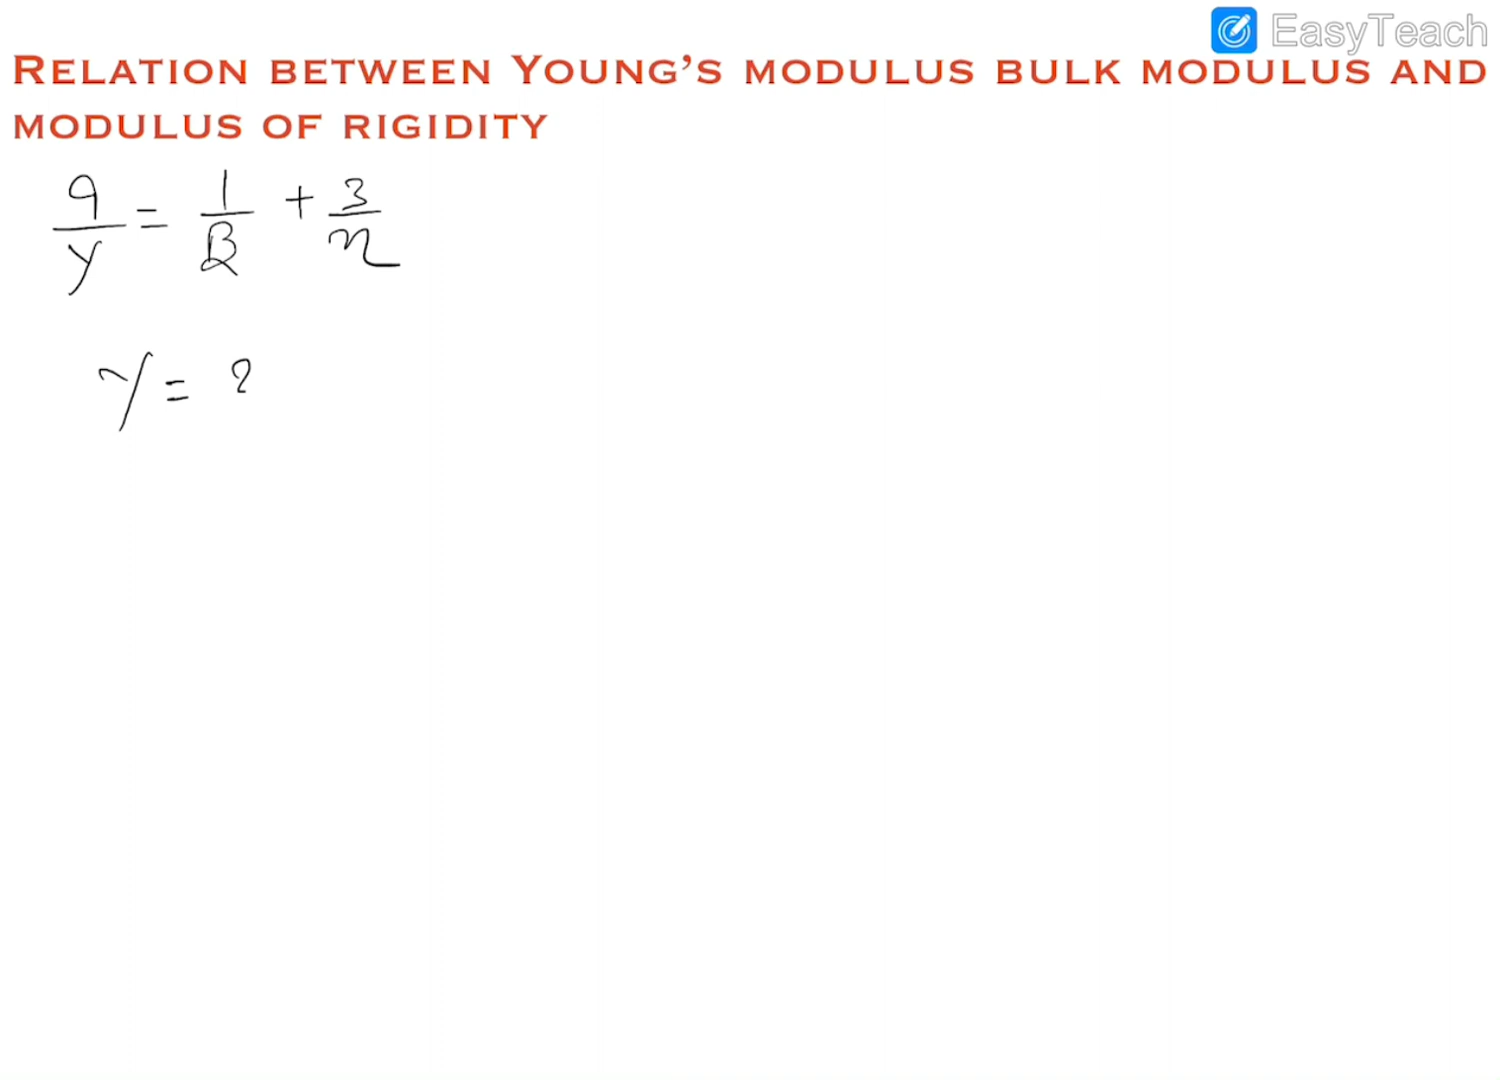 EasyTeach
RELATION BETWEEN YOUNG'S MODULUS BULK MODULUS AND
MODULUS OF RIGIDITY
9/y = 1/B + 3/η
Y = ?